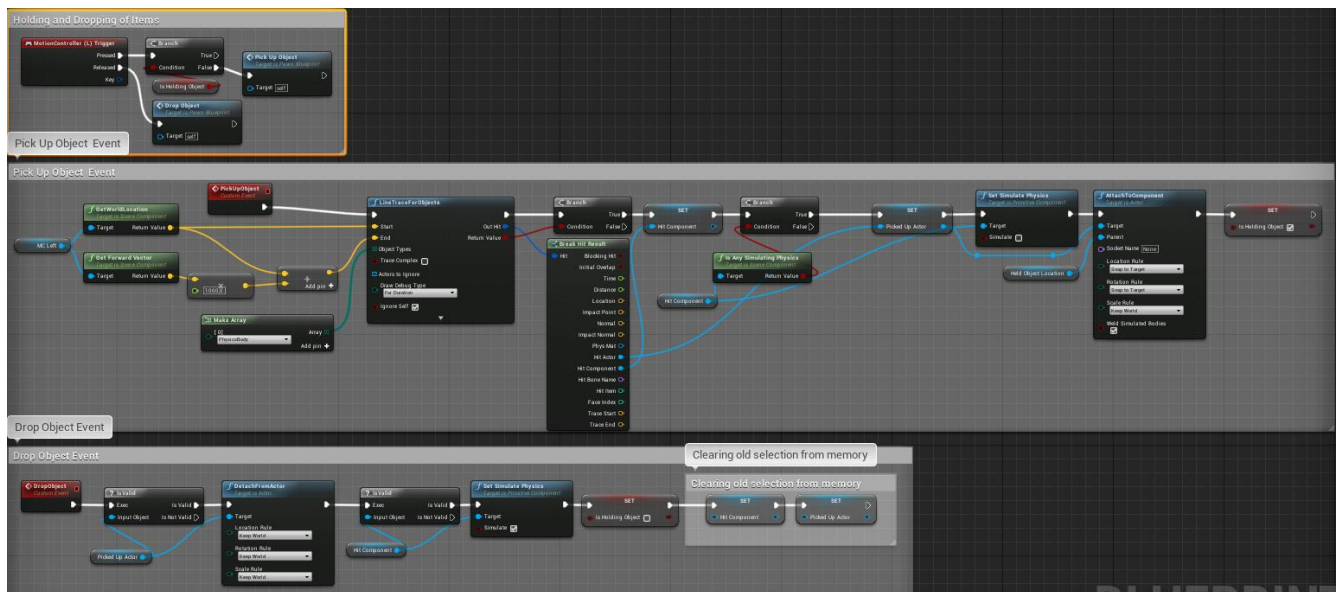 Holding and Dropping of Items
MotionController (L) Trigger
Pressed
Released
Key
Branch
True
Condition
False
Is Holding Object
Pick Up Object
Target is Pawn Blueprint
Target
self
Drop Object
Target is Pawn Blueprint
Target
self
Pick Up Object Event
Pick Up Object Event
PickUpObject
Custom Event
MC Left
GetWorldLocation
Target is Scene Component
Target
Return Value
Get Forward Vector
Target is Scene Component
Target
Return Value
Add pin
Make Array
[0]
PhysicsBody
Array
Add pin
LineTraceForObjects
Start
End
Object Types
Trace Complex
Actors to Ignore
Draw Debug Type
For Duration
Ignore Self
Out Hit
Return Value
Branch
True
Condition
False
Break Hit Result
Hit
Blocking Hit
Initial Overlap
Time
Distance
Location
Impact Point
Normal
Impact Normal
Phys Mat
Hit Actor
Hit Component
Hit Bone Name
Hit Item
Face Index
Trace Start
Trace End
SET
Hit Component
Branch
True
Condition
False
Is Any Simulating Physics
Target is Scene Component
Target
Return Value
Hit Component
SET
Picked Up Actor
Set Simulate Physics
Target is Primitive Component
Target
Simulate
Held Object Location
AttachToComponent
Target is Actor
Target
Parent
Socket Name
None
Location Rule
Snap to Target
Rotation Rule
Snap to Target
Scale Rule
Keep World
Weld Simulated Bodies
SET
Is Holding Object
Drop Object Event
Drop Object Event
DropObject
Custom Event
Is Valid
Exec
Is Valid
Input Object
Is Not Valid
Picked Up Actor
DetachFromActor
Target is Actor
Target
Location Rule
Keep World
Rotation Rule
Keep World
Scale Rule
Keep World
Is Valid
Exec
Is Valid
Input Object
Is Not Valid
Hit Component
Set Simulate Physics
Target is Primitive Component
Target
Simulate
SET
Is Holding Object
Clearing old selection from memory
Clearing old selection from memory
SET
Hit Component
SET
Picked Up Actor